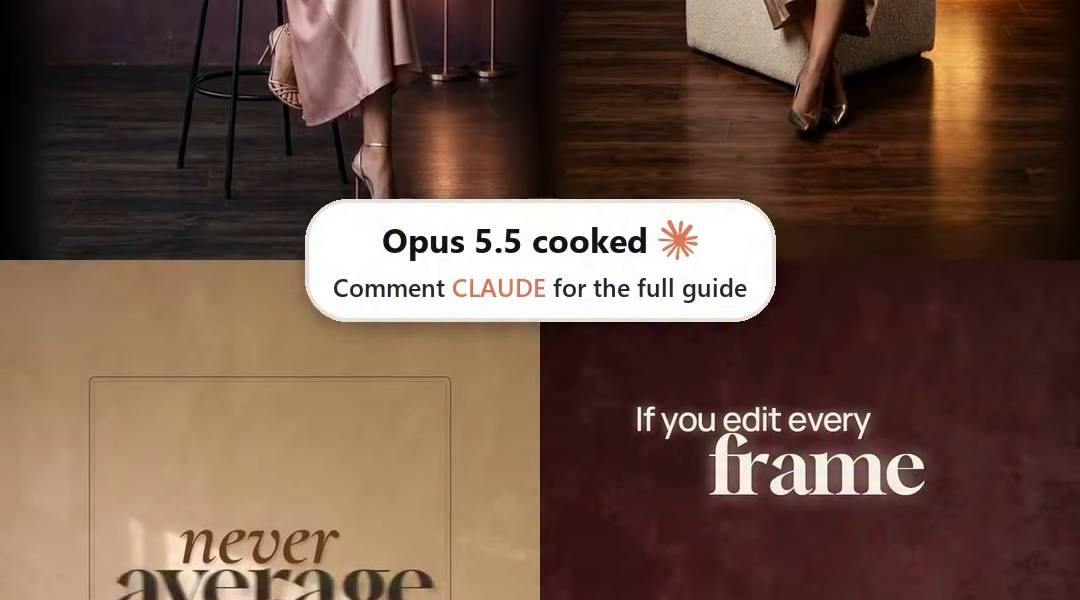 Opus 5.5 cooked
Comment CLAUDE for the full guide
If you edit every
frame
never
average